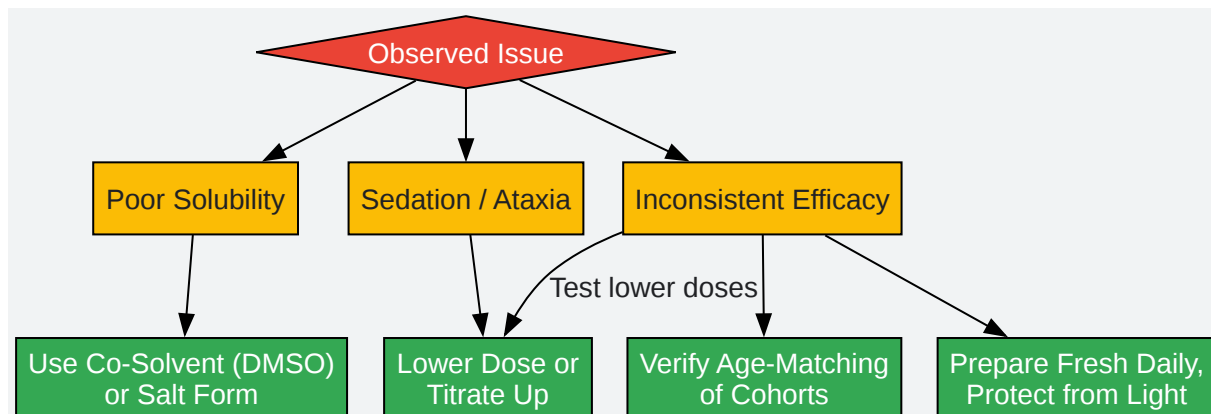 Observed Issue
Poor Solubility
Sedation / Ataxia
Inconsistent Efficacy
Test lower doses
Use Co-Solvent (DMSO)
or Salt Form
Lower Dose or
Titrate Up
Verify Age-Matching
of Cohorts
Prepare Fresh Daily,
Protect from Light